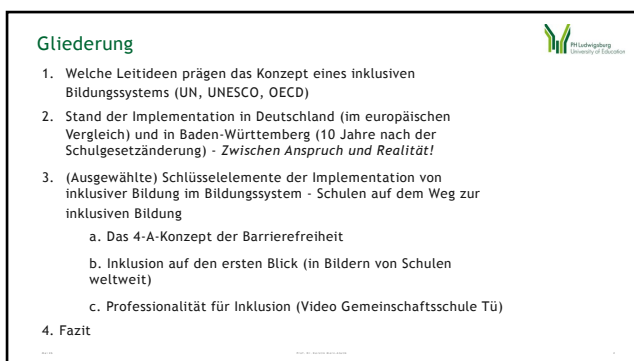 Gliederung
PH Ludwigsburg
University of Education
1. Welche Leitideen prägen das Konzept eines inklusiven
Bildungssystems (UN, UNESCO, OECD)
2. Stand der Implementation in Deutschland (im europäischen
Vergleich) und in Baden-Württemberg (10 Jahre nach der
Schulgesetzänderung) - Zwischen Anspruch und Realität!
3. (Ausgewählte) Schlüsselelemente der Implementation von
inklusiver Bildung im Bildungssystem - Schulen auf dem Weg zur
inklusiven Bildung
a. Das 4-A-Konzept der Barrierefreiheit
b. Inklusion auf den ersten Blick (in Bildern von Schulen
weltweit)
c. Professionalität für Inklusion (Video Gemeinschaftsschule Tü)
4. Fazit